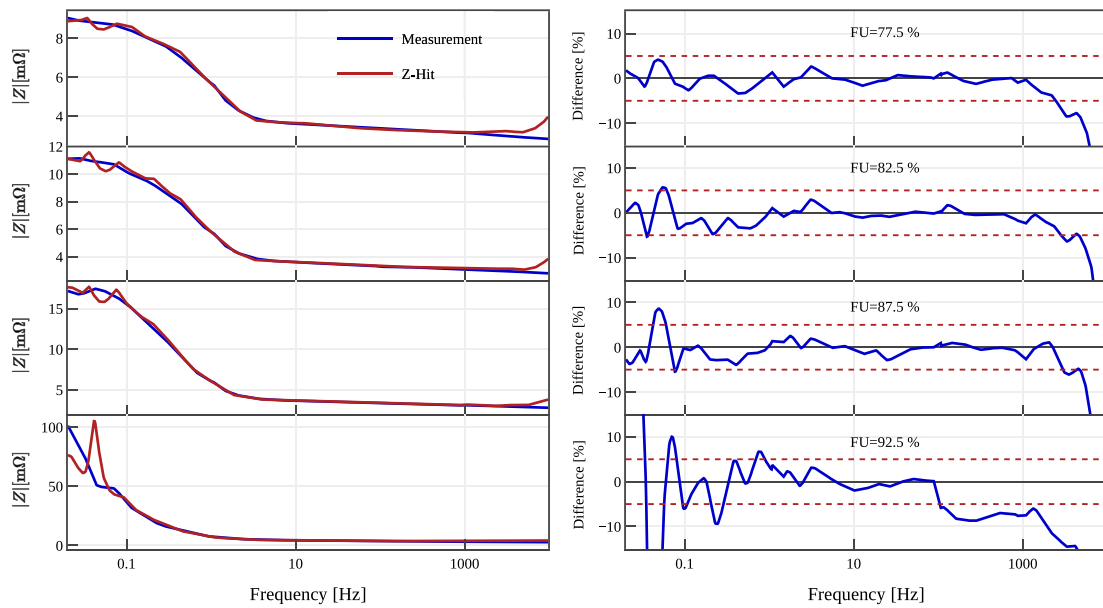 |Z|[mΩ]
8
6
4
Measurement
Z-Hit
|Z|[mΩ]
12
10
8
6
4
|Z|[mΩ]
15
10
5
|Z|[mΩ]
100
50
0
0.1
10
1000
Frequency [Hz]
Difference [%]
10
0
−10
FU=77.5 %
Difference [%]
10
0
−10
FU=82.5 %
Difference [%]
10
0
−10
FU=87.5 %
Difference [%]
10
0
−10
FU=92.5 %
0.1
10
1000
Frequency [Hz]